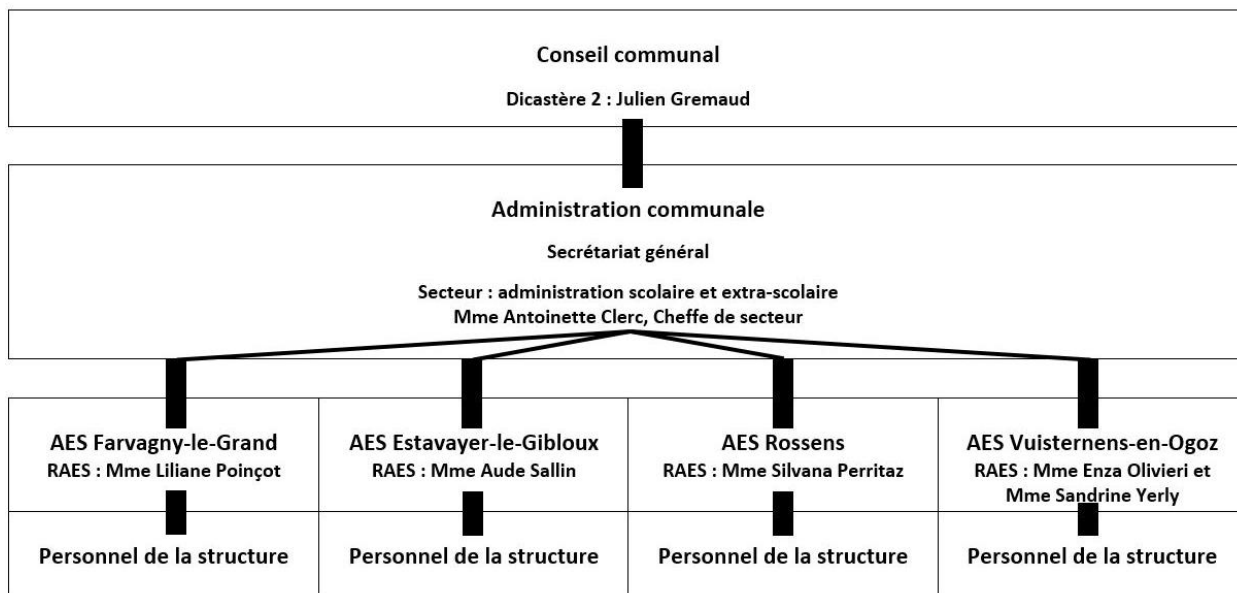 Conseil communal
Dicastère 2 : Julien Gremaud
Administration communale
Secrétariat général
Secteur : administration scolaire et extra-scolaire
Mme Antoinette Clerc, Cheffe de secteur
AES Farvagny-le-Grand
RAES : Mme Liliane Poinçot
AES Estavayer-le-Gibloux
RAES : Mme Aude Sallin
AES Rossens
RAES : Mme Silvana Perritaz
AES Vuisternens-en-Ogoz
RAES : Mme Enza Olivieri et
Mme Sandrine Yerly
Personnel de la structure
Personnel de la structure
Personnel de la structure
Personnel de la structure